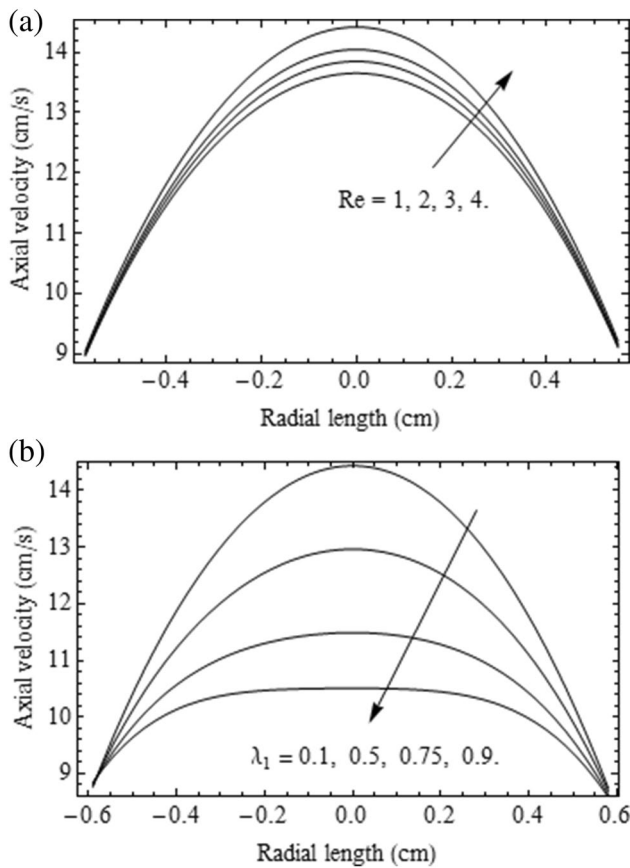 (a)
14
13
12
11
10
9
Axial velocity (cm/s)
Re = 1, 2, 3, 4.
−0.4 −0.2 0.0 0.2 0.4
Radial length (cm)
(b)
14
13
12
11
10
9
Axial velocity (cm/s)
λ₁ = 0.1, 0.5, 0.75, 0.9.
−0.6 −0.4 −0.2 0.0 0.2 0.4 0.6
Radial length (cm)